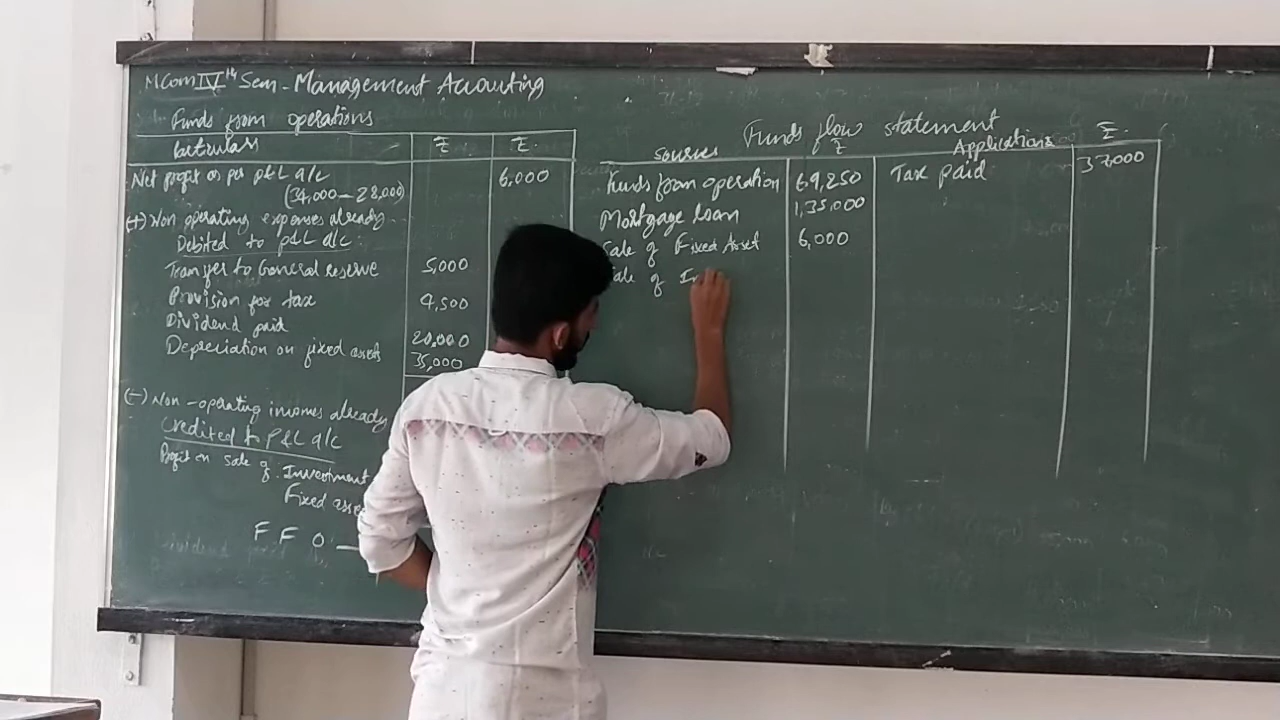 MCom IVth Sem - Management Accounting
Funds from operations
Particulars ₹ ₹
Net profit as per P&L a/c 6,000
(34,000 - 28,000)
(+) Non operating expenses already
Debited to P&L a/c:
Transfer to General reserve 5,000
Provision for tax 9,500
Dividend paid
20,000
Depreciation on fixed assets 35,000
(-) Non-operating incomes already
Credited to P&L a/c
Profit on sale of Investment
Fixed asse
F F O
Funds flow statement
Sources ₹ Applications ₹
Funds from operation 69,250 Tax paid 37,000
Mortgage loan 1,35,000
Sale of Fixed Asset 6,000
Sale of In